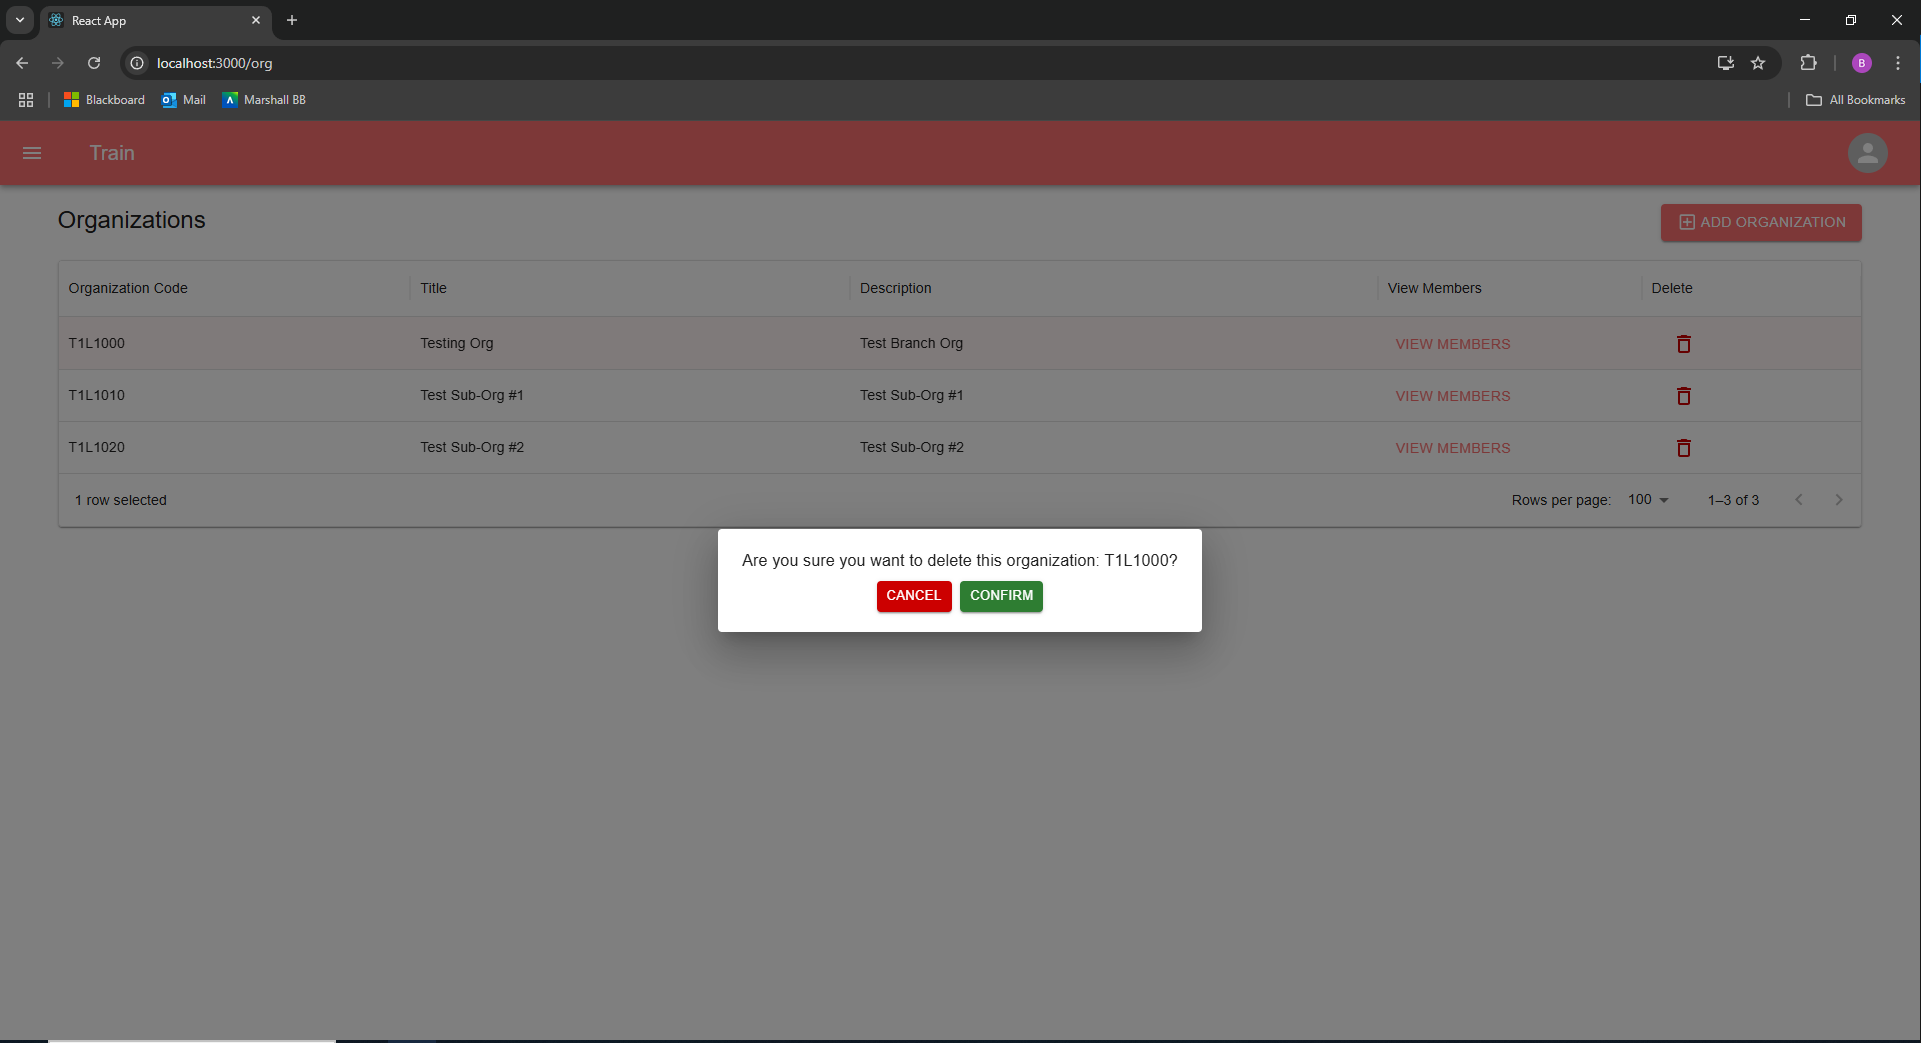 React App
localhost:3000/org
B
Blackboard Mail Marshall BB All Bookmarks
Train
Organizations
ADD ORGANIZATION
Organization Code Title Description View Members Delete
T1L1000 Testing Org Test Branch Org VIEW MEMBERS
T1L1010 Test Sub-Org #1 Test Sub-Org #1 VIEW MEMBERS
T1L1020 Test Sub-Org #2 Test Sub-Org #2 VIEW MEMBERS
1 row selected Rows per page: 100 1–3 of 3
Are you sure you want to delete this organization: T1L1000?
CANCEL CONFIRM